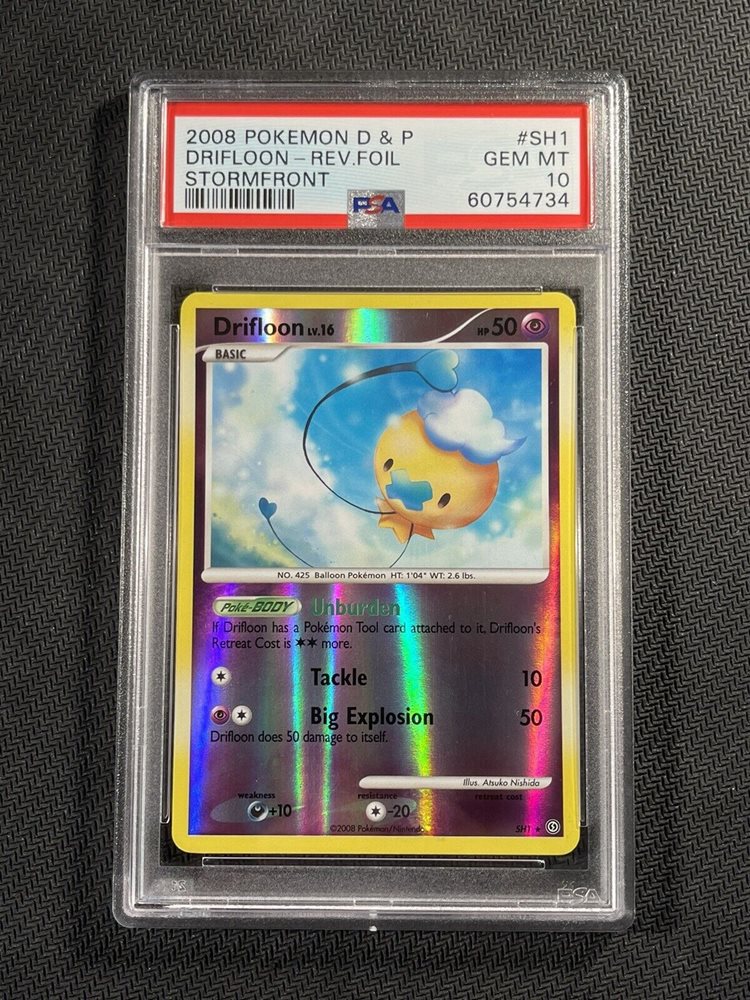 2008 POKEMON D & P #SH1
DRIFLOON – REV.FOIL GEM MT
STORMFRONT 10
PSA 60754734
Drifloon LV.16 HP 50
BASIC
NO. 425 Balloon Pokémon HT: 1'04" WT: 2.6 lbs.
Poké-BODY Unburden
If Drifloon has a Pokémon Tool card attached to it, Drifloon's
Retreat Cost is ✶✶ more.
Tackle 10
Big Explosion 50
Drifloon does 50 damage to itself.
Illus. Atsuko Nishida
weakness resistance retreat cost
+10 -20
©2008 Pokémon/Nintendo SH1 ★
PSA